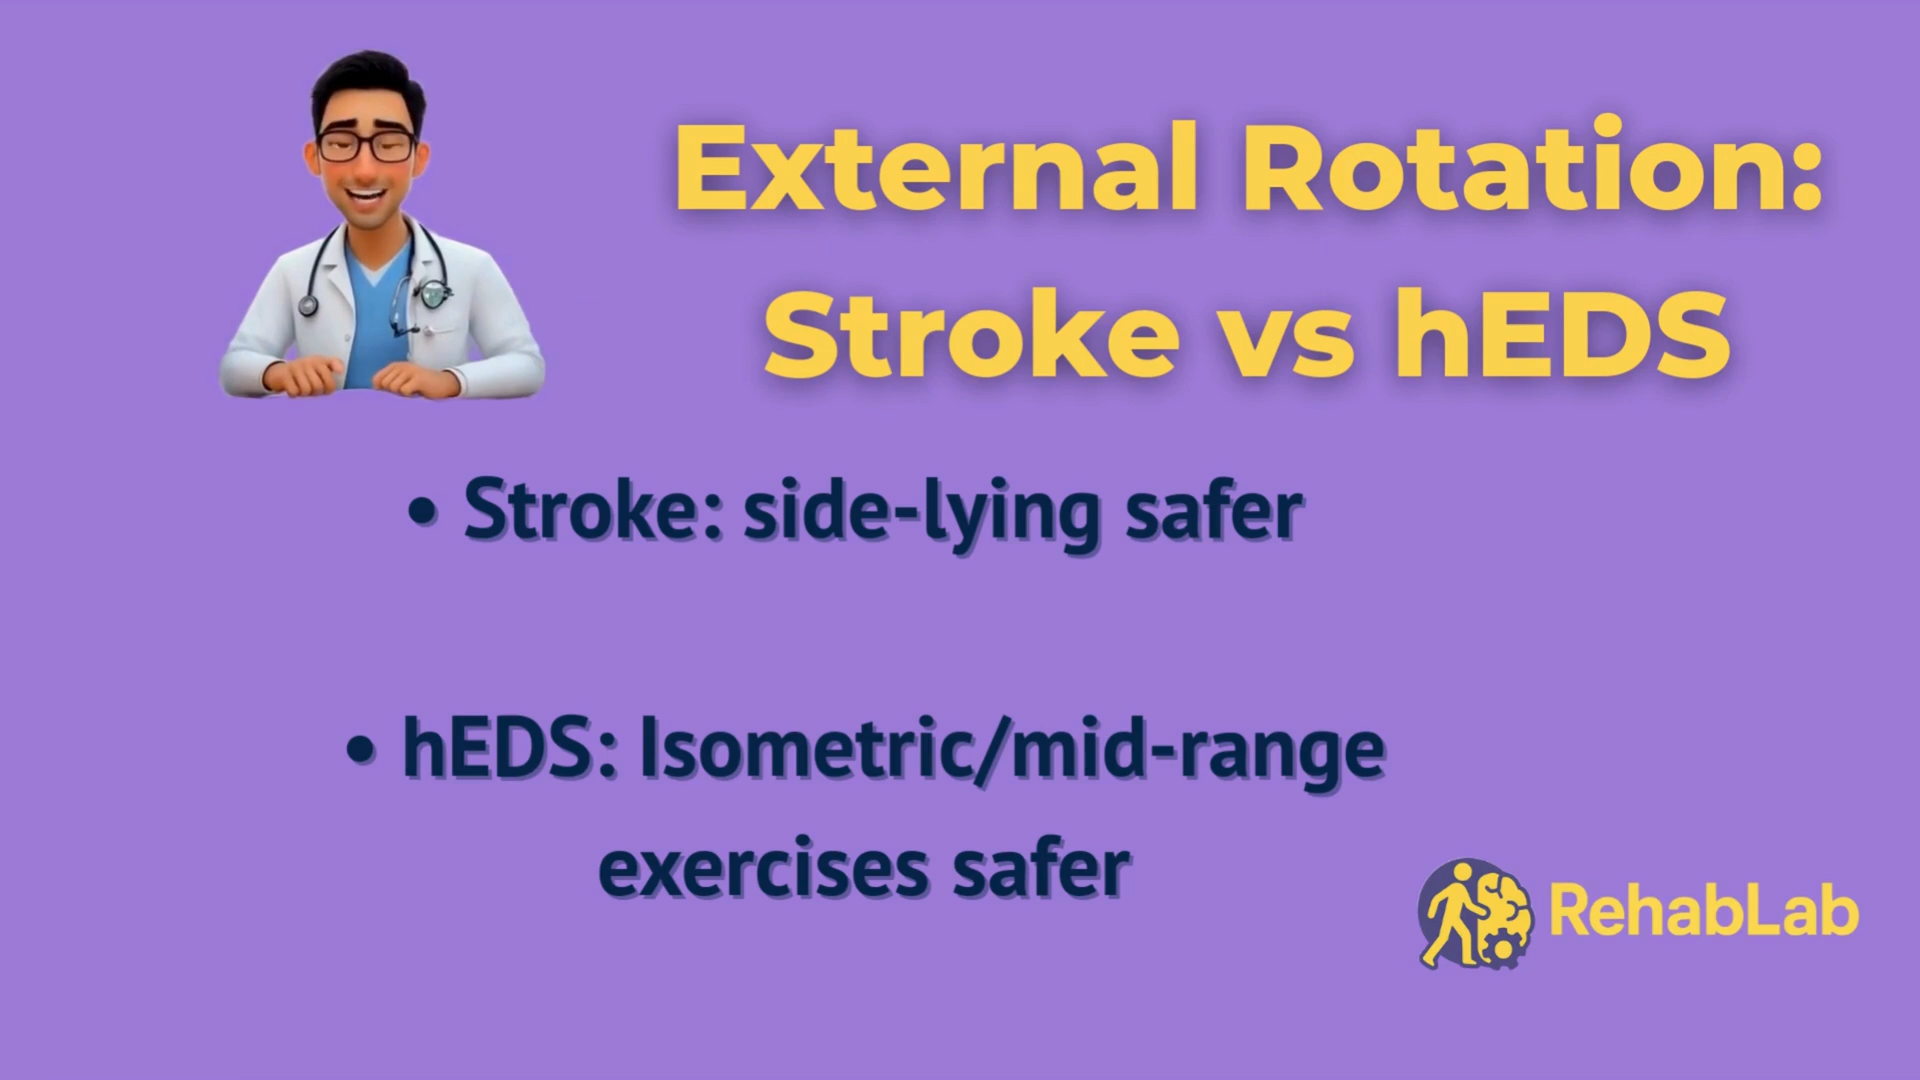 External Rotation:
Stroke vs hEDS
• Stroke: side-lying safer
• hEDS: Isometric/mid-range
exercises safer
RehabLab